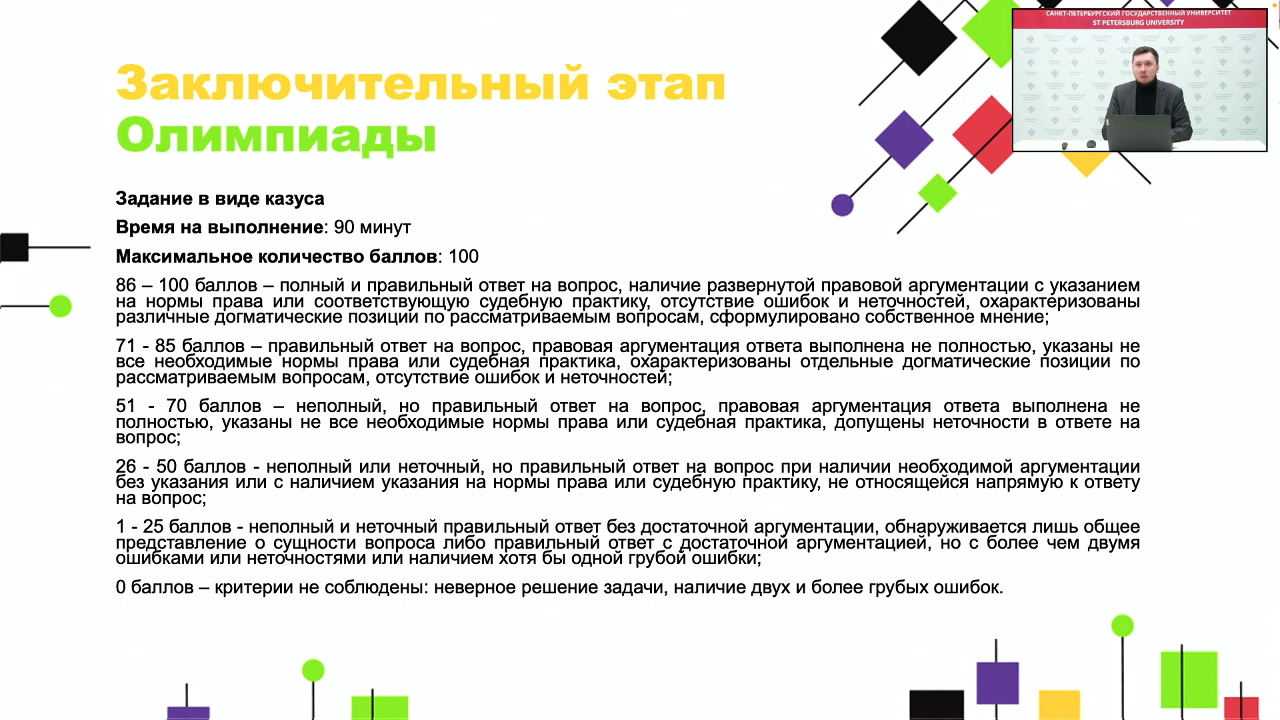 Заключительный этап
Олимпиады
САНКТ-ПЕТЕРБУРГСКИЙ ГОСУДАРСТВЕННЫЙ УНИВЕРСИТЕТ
ST PETERSBURG UNIVERSITY
Задание в виде казуса
Время на выполнение: 90 минут
Максимальное количество баллов: 100
86 – 100 баллов – полный и правильный ответ на вопрос, наличие развернутой правовой аргументации с указанием
на нормы права или соответствующую судебную практику, отсутствие ошибок и неточностей, охарактеризованы
различные догматические позиции по рассматриваемым вопросам, сформулировано собственное мнение;
71 - 85 баллов – правильный ответ на вопрос, правовая аргументация ответа выполнена не полностью, указаны не
все необходимые нормы права или судебная практика, охарактеризованы отдельные догматические позиции по
рассматриваемым вопросам, отсутствие ошибок и неточностей;
51 - 70 баллов – неполный, но правильный ответ на вопрос, правовая аргументация ответа выполнена не
полностью, указаны не все необходимые нормы права или судебная практика, допущены неточности в ответе на
вопрос;
26 - 50 баллов - неполный или неточный, но правильный ответ на вопрос при наличии необходимой аргументации
без указания или с наличием указания на нормы права или судебную практику, не относящейся напрямую к ответу
на вопрос;
1 - 25 баллов - неполный и неточный правильный ответ без достаточной аргументации, обнаруживается лишь общее
представление о сущности вопроса либо правильный ответ с достаточной аргументацией, но с более чем двумя
ошибками или неточностями или наличием хотя бы одной грубой ошибки;
0 баллов – критерии не соблюдены: неверное решение задачи, наличие двух и более грубых ошибок.